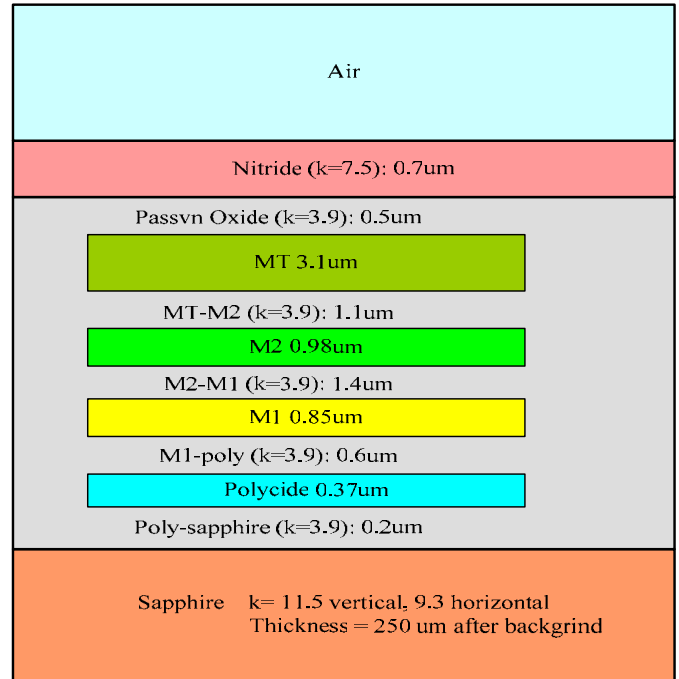 Air
Nitride (k=7.5): 0.7um
Passvn Oxide (k=3.9): 0.5um
MT 3.1um
MT-M2 (k=3.9): 1.1um
M2 0.98um
M2-M1 (k=3.9): 1.4um
M1 0.85um
M1-poly (k=3.9): 0.6um
Polycide 0.37um
Poly-sapphire (k=3.9): 0.2um
Sapphire k= 11.5 vertical, 9.3 horizontal
Thickness = 250 um after backgrind